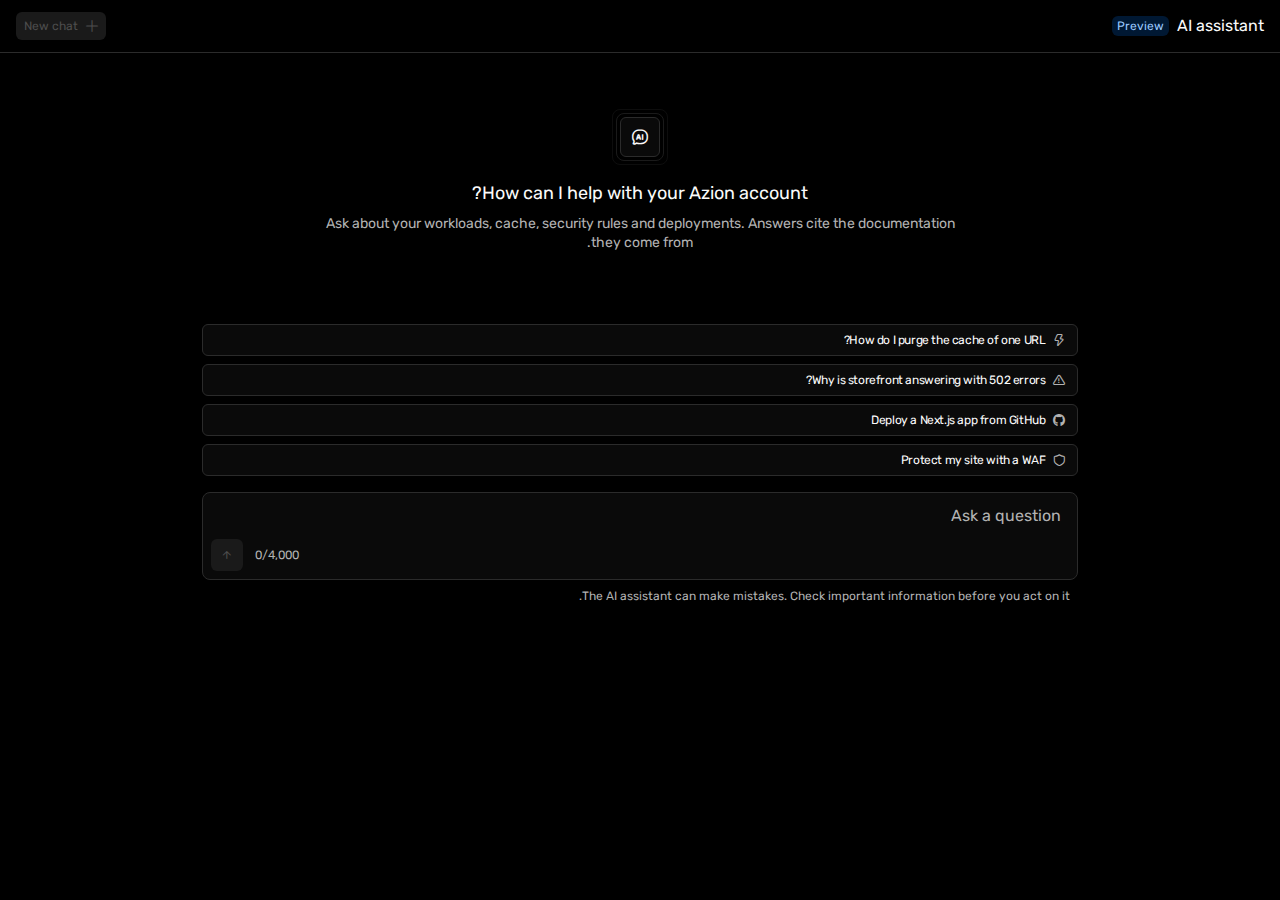 AI assistant
Preview
New chat
AI
?How can I help with your Azion account
Ask about your workloads, cache, security rules and deployments. Answers cite the documentation
.they come from
?How do I purge the cache of one URL
?Why is storefront answering with 502 errors
Deploy a Next.js app from GitHub
Protect my site with a WAF
Ask a question
0/4,000
.The AI assistant can make mistakes. Check important information before you act on it